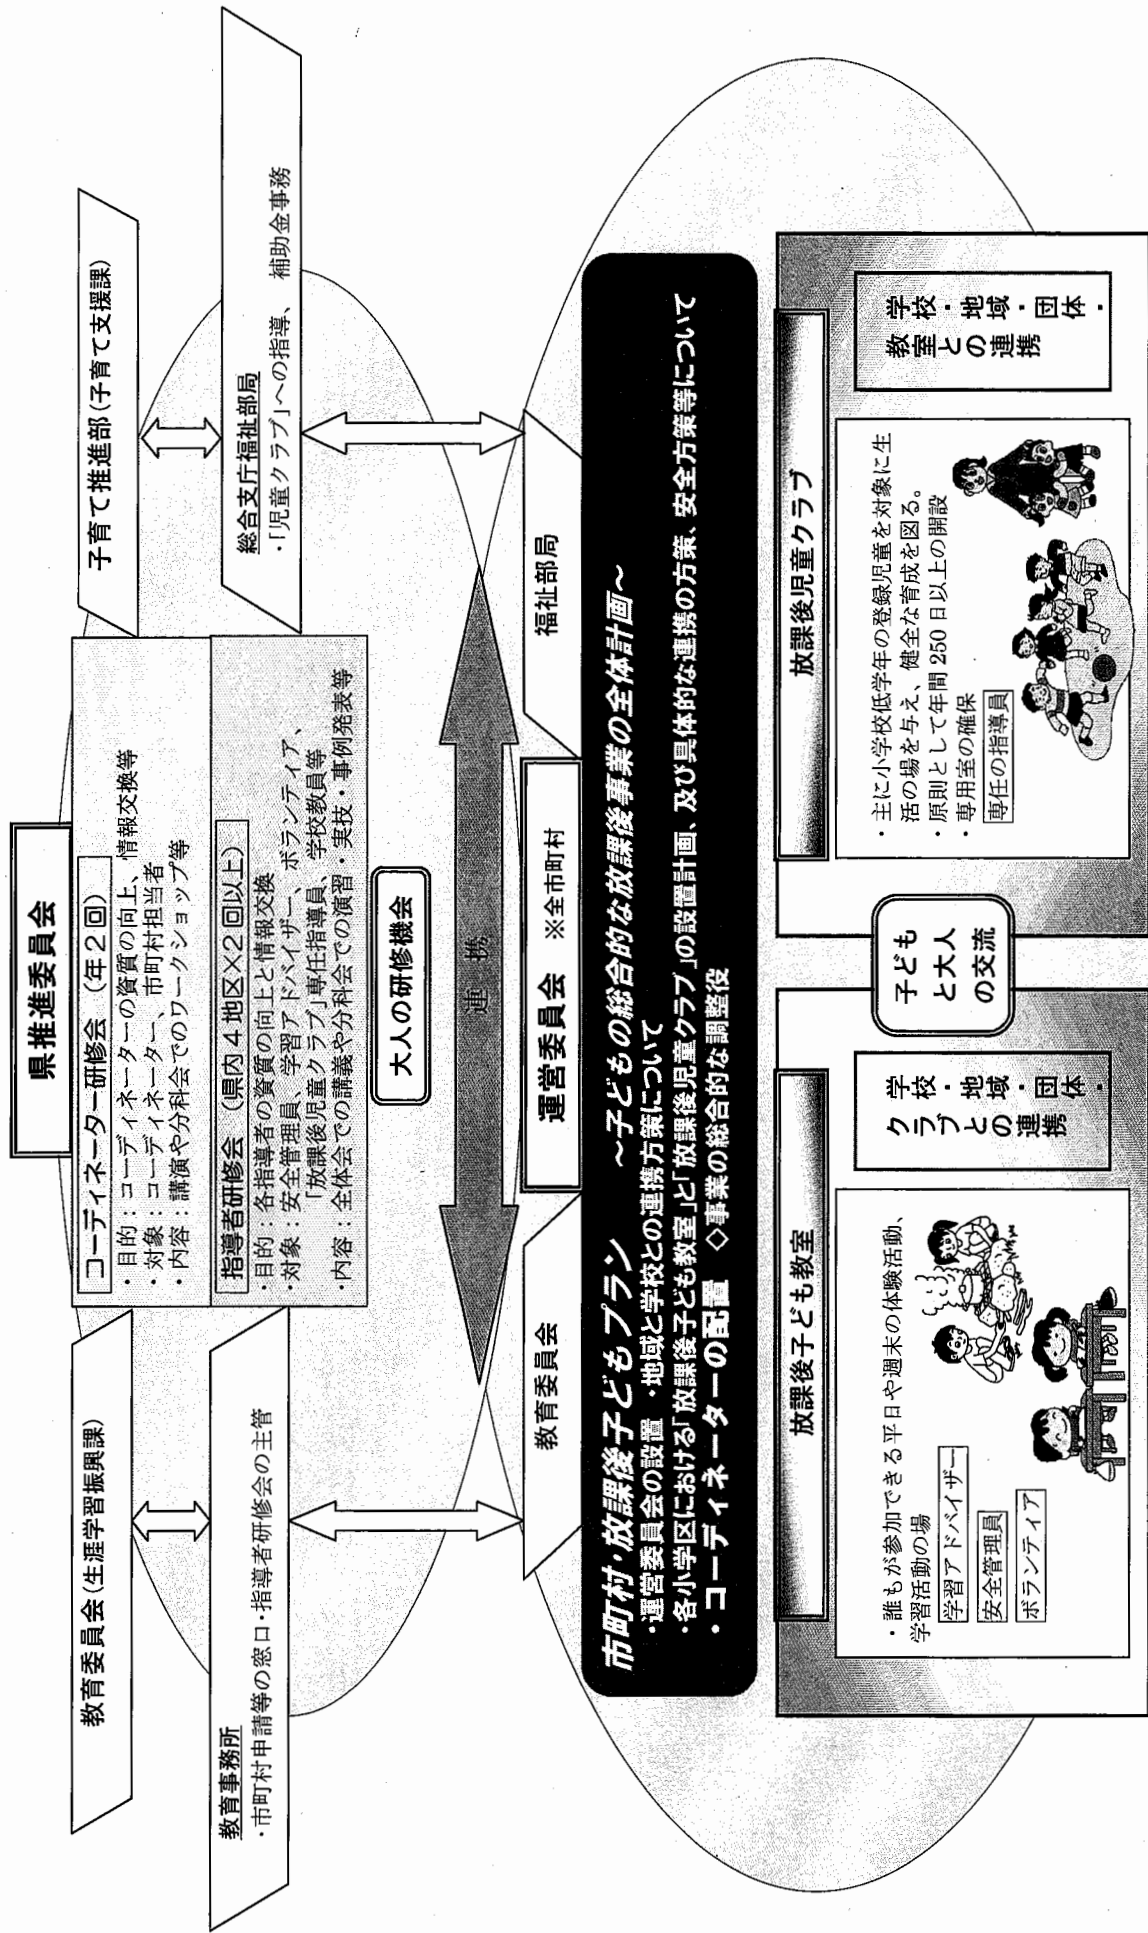 県推進委員会
教育委員会(生涯学習振興課)
コーディネーター研修会 (年2回)
・目的:コーディネーターの資質の向上、情報交換等
・対象:コーディネーター、市町村担当者
・内容:講演や分科会でのワークショップ等
子育て推進部(子育て支援課)
教育事務所
・市町村申請等の窓口・指導者研修会の主管
指導者研修会 (県内4地区×2回以上)
・目的:各指導者の資質の向上と情報交換
・対象:安全管理員、学習アドバイザー、ボランティア、
「放課後児童クラブ」専任指導員、学校教員等
・内容:全体会での講義や分科会での演習・実技・事例発表等
総合支庁福祉部局
・「児童クラブ」への指導、 補助金事務
大人の研修機会
連 携
教育委員会
運営委員会 ※全市町村
福祉部局
市町村・放課後子どもプラン ~子どもの総合的な放課後事業の全体計画~
・運営委員会の設置 ・地域と学校との連携方策について
・各小学区における「放課後子ども教室」と「放課後児童クラブ」の設置計画、及び具体的な連携の方策、安全方策等について
・コーディネーターの配置 ◇事業の総合的な調整役
放課後子ども教室
・誰もが参加できる平日や週末の体験活動、
学習活動の場
学習アドバイザー
安全管理員
ボランティア
学校・地域・団体・
クラブとの連携
子ども
と大人
の交流
放課後児童クラブ
・主に小学校低学年の登録児童を対象に生
活の場を与え、健全な育成を図る。
・原則として年間250日以上の開設
・専用室の確保
専任の指導員
学校・地域・団体・
教室との連携